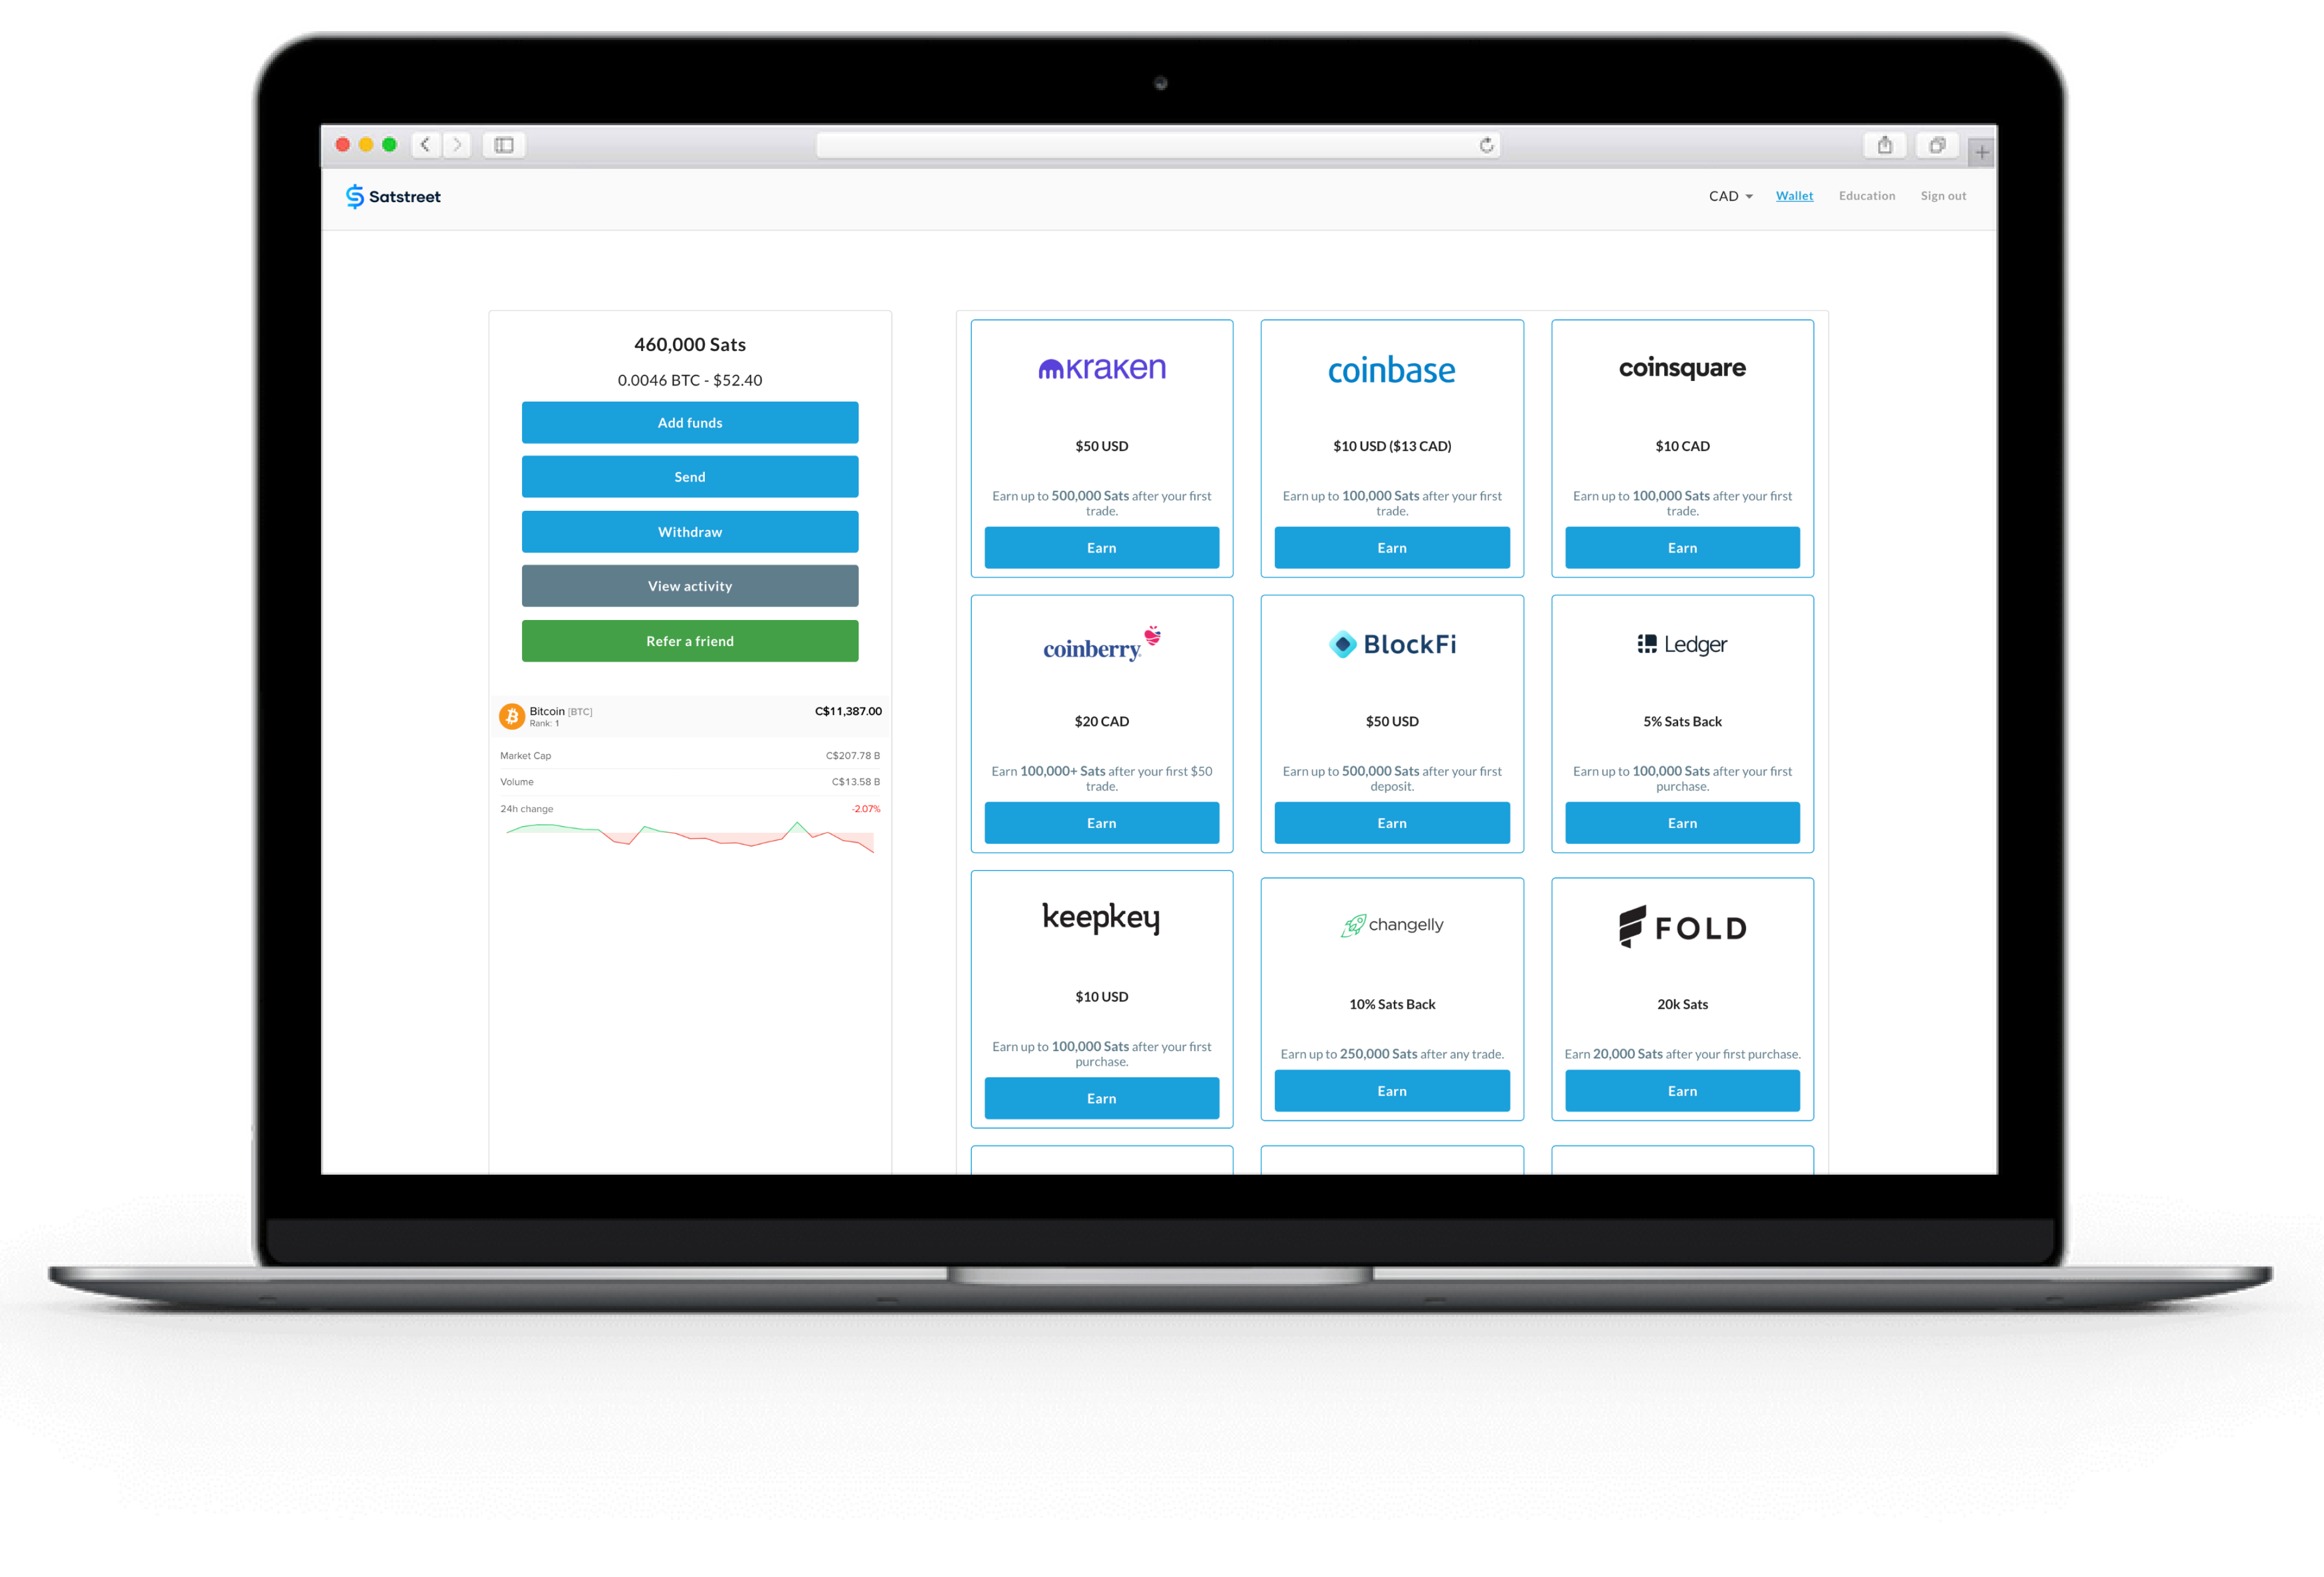 Satstreet
CAD
Wallet
Education
Sign out
460,000 Sats
0.0046 BTC - $52.40
Add funds
Send
Withdraw
View activity
Refer a friend
Bitcoin [BTC]
Rank: 1
C$11,387.00
Market Cap
C$207.78 B
Volume
C$13.58 B
24h change
-2.07%
kraken
$50 USD
Earn up to 500,000 Sats after your first
trade.
Earn
coinbase
$10 USD ($13 CAD)
Earn up to 100,000 Sats after your first
trade.
Earn
coinsquare
$10 CAD
Earn up to 100,000 Sats after your first
trade.
Earn
coinberry
$20 CAD
Earn 100,000+ Sats after your first $50
trade.
Earn
BlockFi
$50 USD
Earn up to 500,000 Sats after your first
deposit.
Earn
Ledger
5% Sats Back
Earn up to 100,000 Sats after your first
purchase.
Earn
keepkey
$10 USD
Earn up to 100,000 Sats after your first
purchase.
Earn
changelly
10% Sats Back
Earn up to 250,000 Sats after any trade.
Earn
FOLD
20k Sats
Earn 20,000 Sats after your first purchase.
Earn